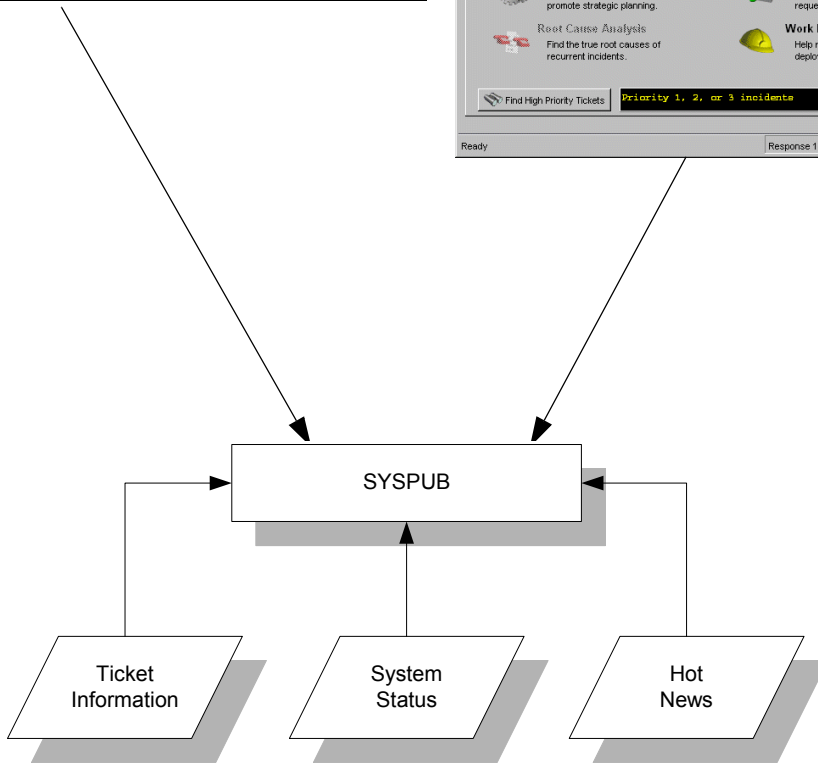 promote strategic planning.
Root Cause Analysis
Find the true root causes of
recurrent incidents.
Work
Find High Priority Tickets
Priority 1, 2, or 3 incidents
Ready
Response 1
SYSPUB
Ticket
Information
System
Status
Hot
News